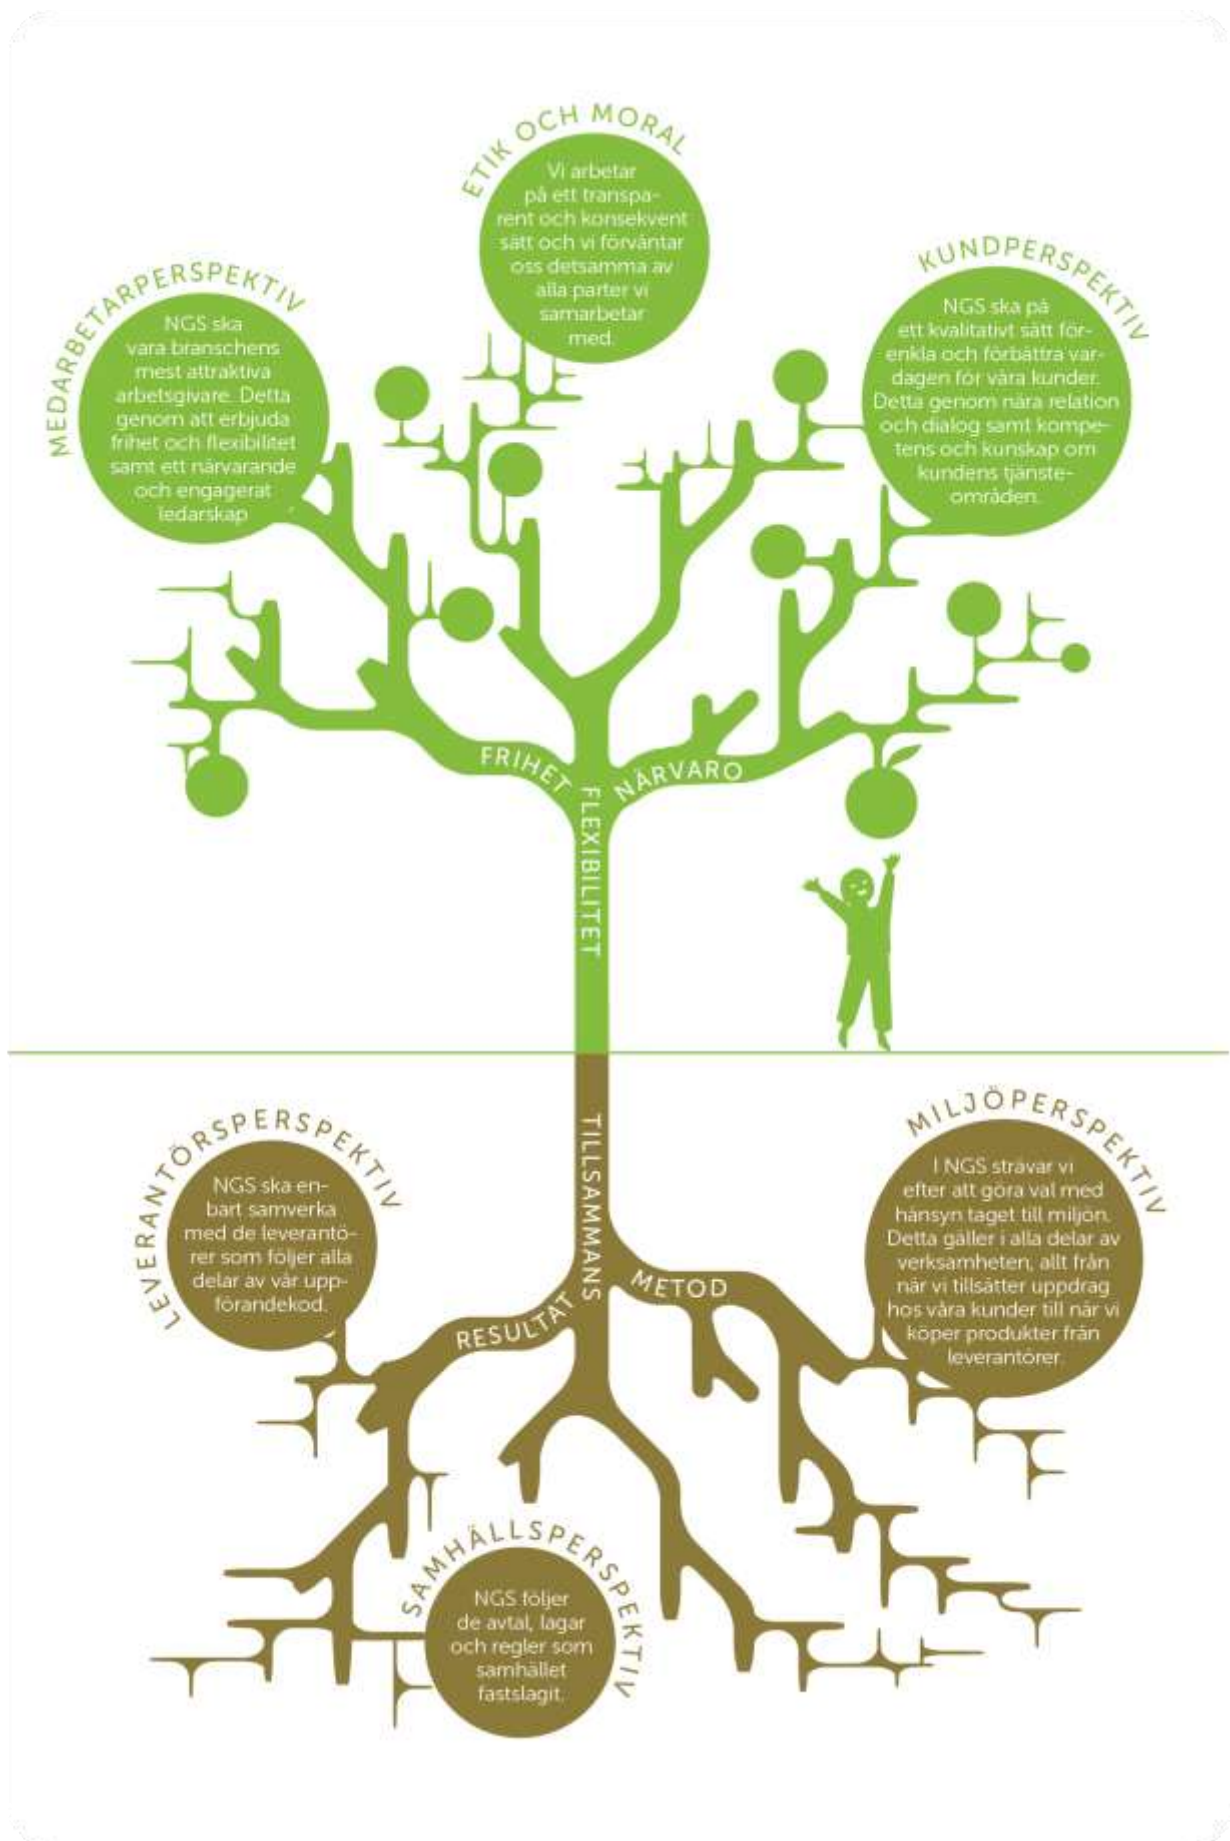 ETIK OCH MORAL
Vi arbetar
på ett transpa-
rent och konsekvent
sätt och vi förväntar
oss detsamma av
alla parter vi
samarbetar
med.
MEDARBETARPERSPEKTIV
NGS ska
vara branschens
mest attraktiva
arbetsgivare. Detta
genom att erbjuda
frihet och flexibilitet
samt ett närvarande
och engagerat
ledarskap
KUNDPERSPEKTIV
NGS ska på
ett kvalitativt sätt för-
enkla och förbättra var-
dagen för våra kunder.
Detta genom nära relation
och dialog samt kompe-
tens och kunskap om
kundens tjänste-
områden.
FRIHET
FLEXIBILITET
NÄRVARO
TILLSAMMANS
RESULTAT
METOD
LEVERANTÖRSPERSPEKTIV
NGS ska en-
bart samverka
med de leverantö-
rer som följer alla
delar av vår upp-
förandekod.
MILJÖPERSPEKTIV
I NGS strävar vi
efter att göra val med
hänsyn taget till miljön.
Detta gäller i alla delar av
verksamheten, allt från
när vi tillsätter uppdrag
hos våra kunder till när vi
köper produkter från
leverantörer.
SAMHÄLLSPERSPEKTIV
NGS följer
de avtal, lagar
och regler som
samhället
fastslagit.